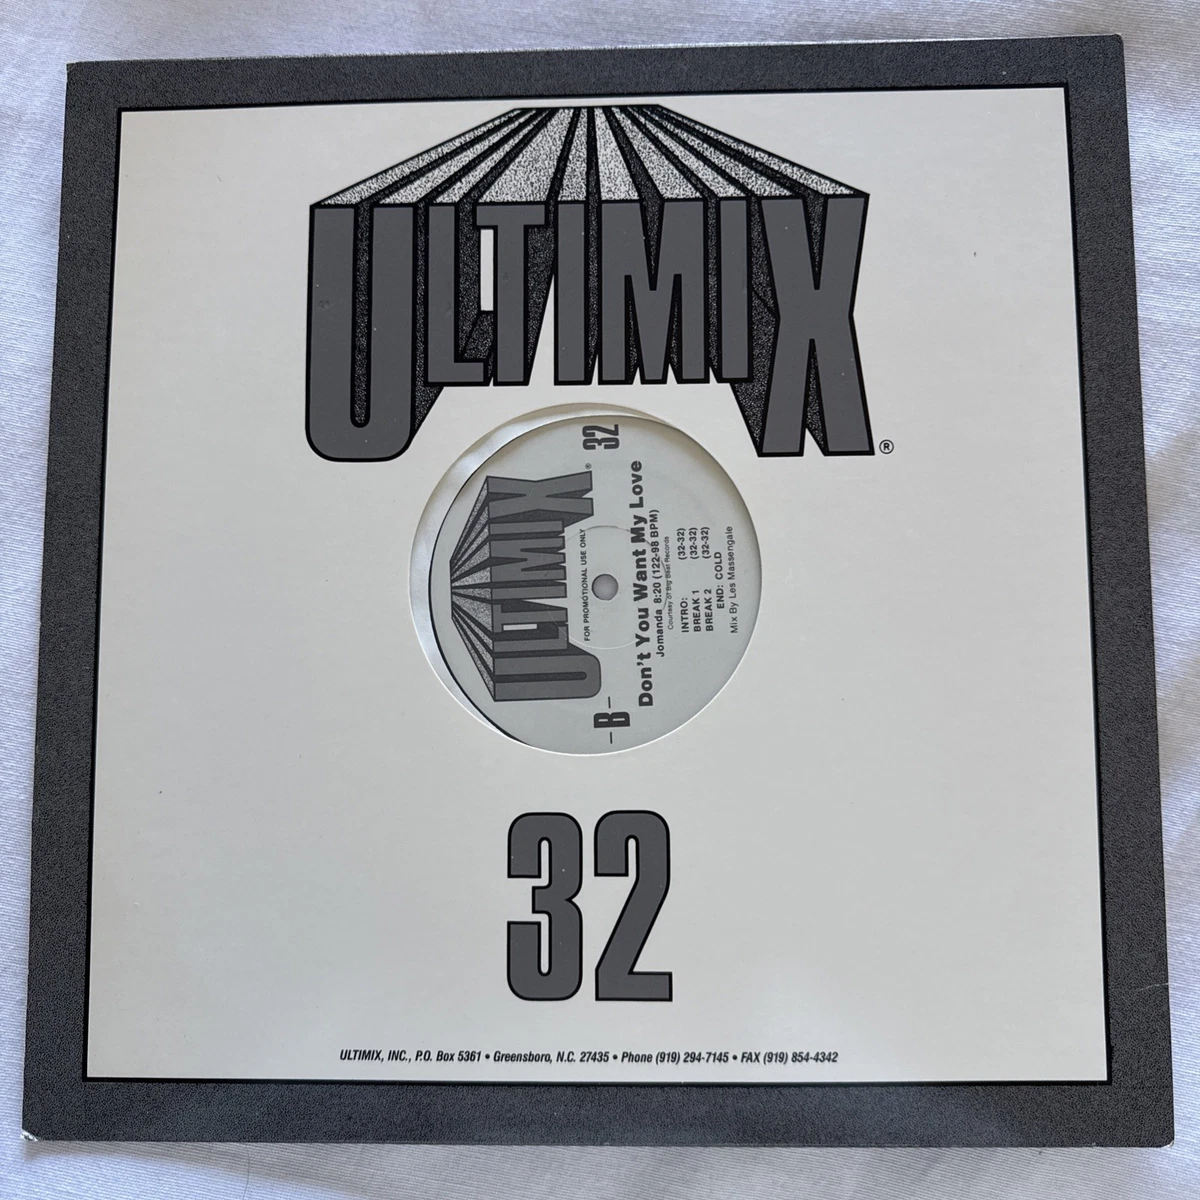 ULTIMIX®
32
ULTIMIX®
FOR PROMOTIONAL USE ONLY
–B–
Don't You Want My Love
Jomanda 8:20 (122-98 BPM)
Courtesy of Big Beat Records
INTRO: (32-32)
BREAK 1 (32-32)
BREAK 2 (32-32)
END: COLD
Mix By Les Massengale
32
ULTIMIX, INC., P.O. Box 5361 • Greensboro, N.C. 27435 • Phone (919) 294-7145 • FAX (919) 854-4342